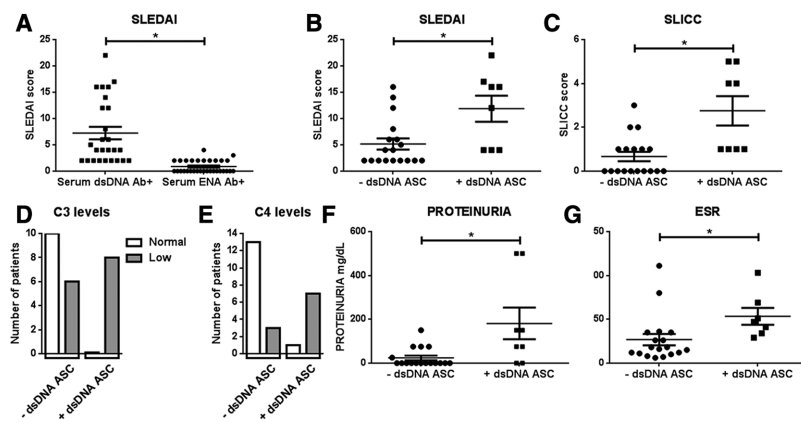 A
SLEDAI
*
SLEDAI score
25
20
15
10
5
0
Serum dsDNA Ab+
Serum ENA Ab+
B
SLEDAI
*
SLEDAI score
25
20
15
10
5
0
- dsDNA ASC
+ dsDNA ASC
C
SLICC
*
SLICC score
6
4
2
0
- dsDNA ASC
+ dsDNA ASC
D
C3 levels
Number of patients
10
8
6
4
2
0
- dsDNA ASC
+ dsDNA ASC
Normal
Low
E
C4 levels
Number of patients
14
12
10
8
6
4
2
0
- dsDNA ASC
+ dsDNA ASC
F
PROTEINURIA
*
PROTEINURIA mg/dL
600
400
200
0
- dsDNA ASC
+ dsDNA ASC
G
ESR
*
50
00
50
0
- dsDNA ASC
+ dsDNA ASC